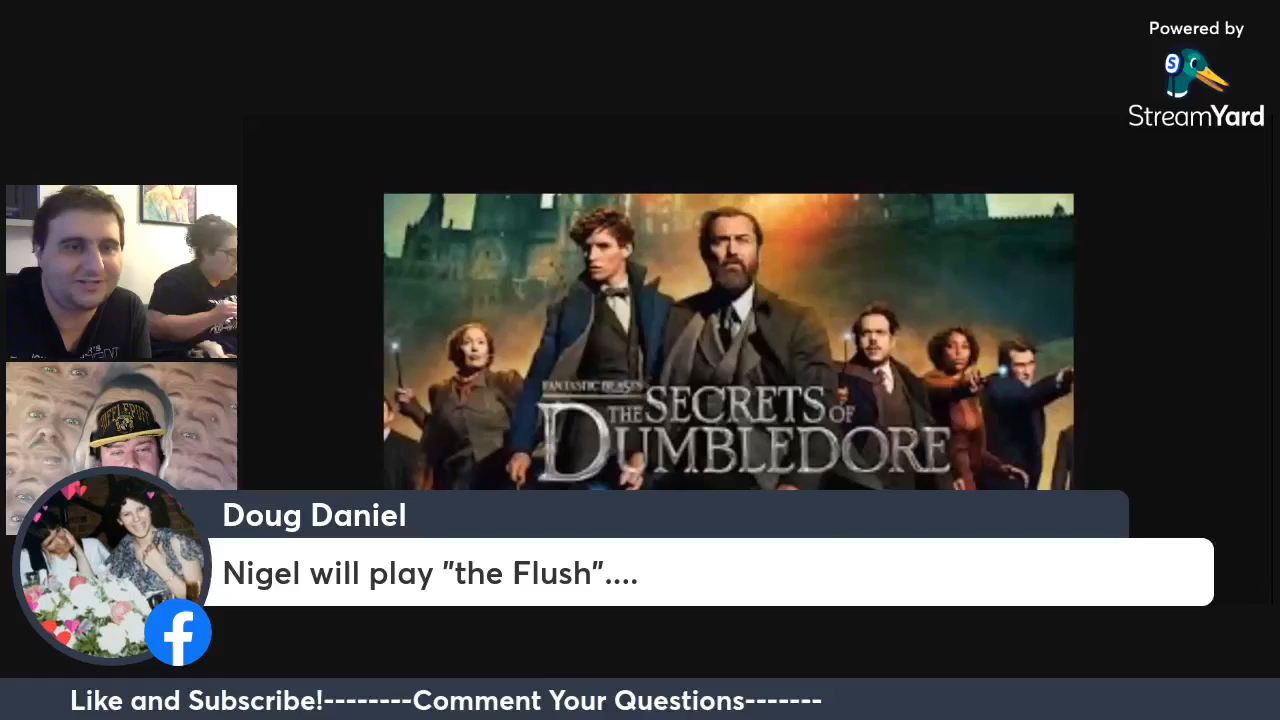 Powered by
S
StreamYard
HUFFLEPUFF
FANTASTIC BEASTS
THE SECRETS OF
DUMBLEDORE
Doug Daniel
Nigel will play "the Flush"....
Like and Subscribe!--------Comment Your Questions-------